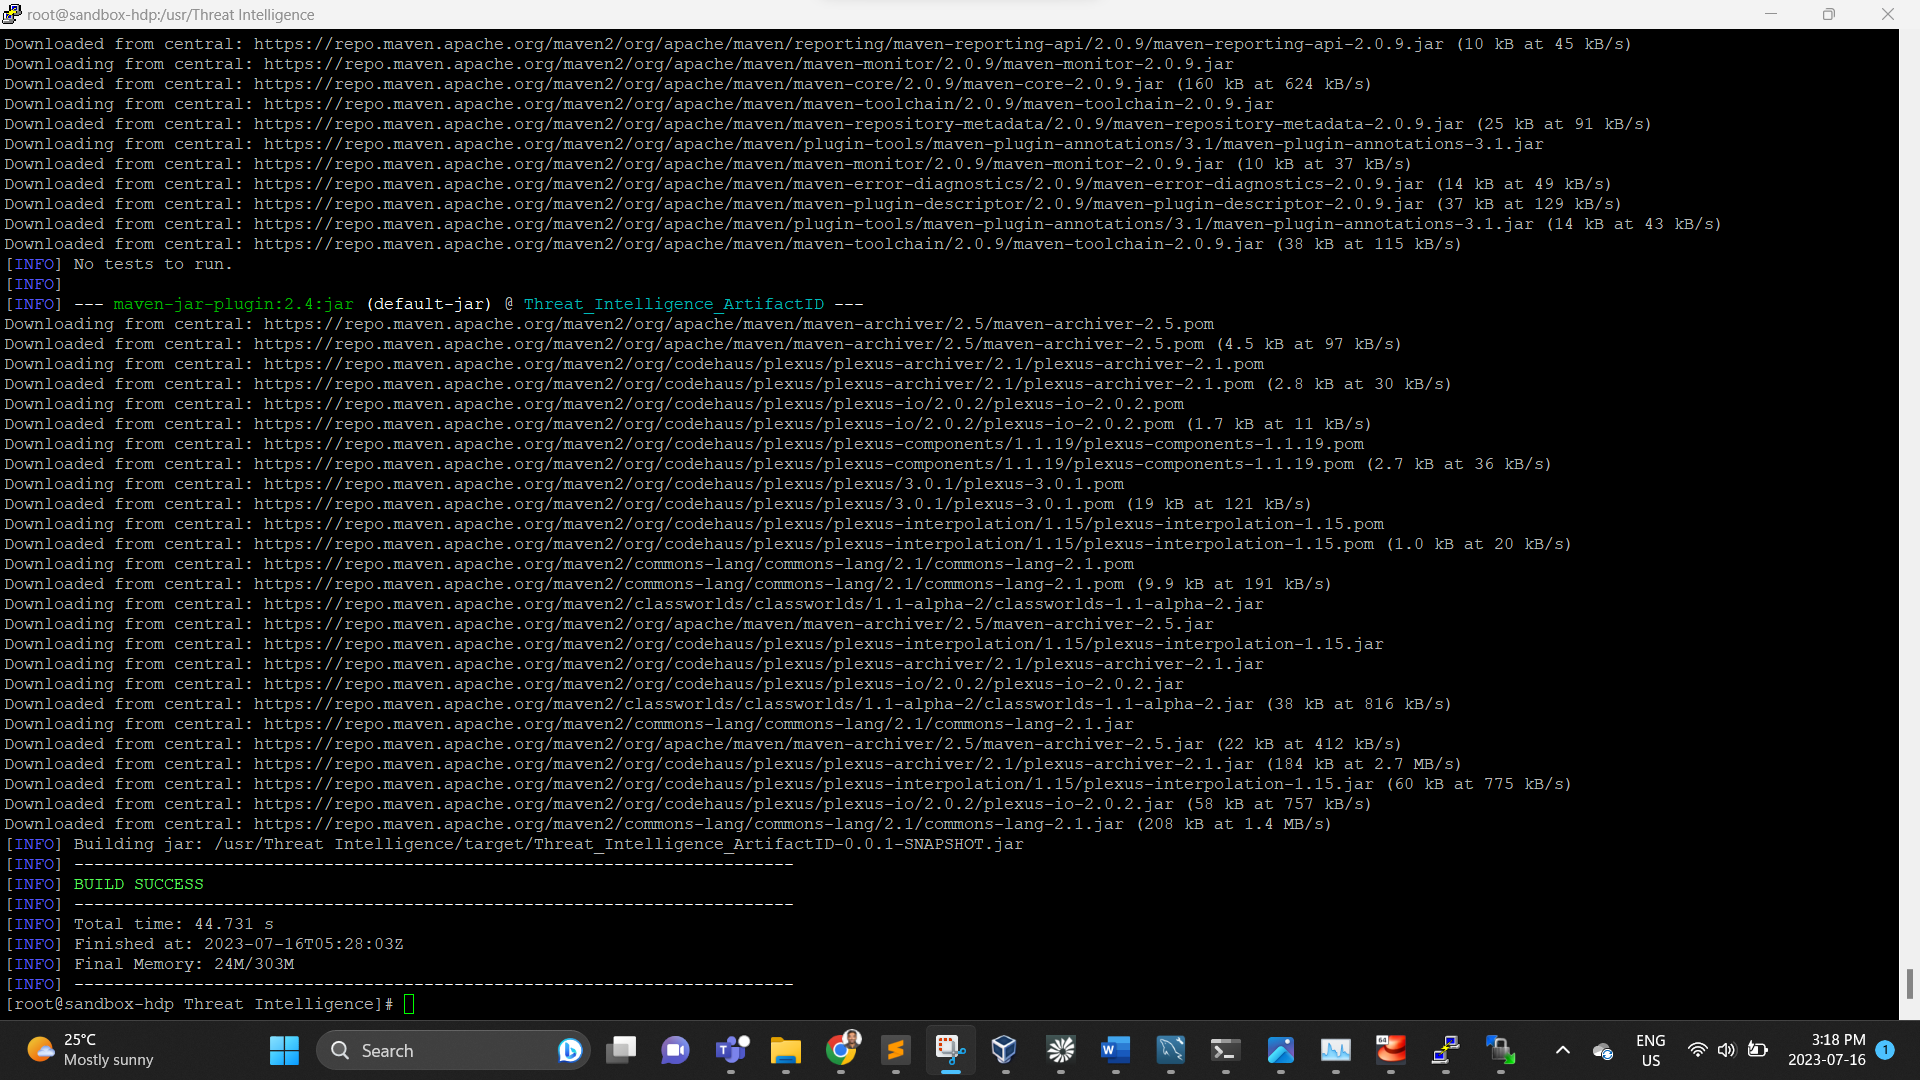 root@sandbox-hdp:/usr/Threat Intelligence
Downloaded from central: https://repo.maven.apache.org/maven2/org/apache/maven/reporting/maven-reporting-api/2.0.9/maven-reporting-api-2.0.9.jar (10 kB at 45 kB/s)
Downloading from central: https://repo.maven.apache.org/maven2/org/apache/maven/maven-monitor/2.0.9/maven-monitor-2.0.9.jar
Downloaded from central: https://repo.maven.apache.org/maven2/org/apache/maven/maven-core/2.0.9/maven-core-2.0.9.jar (160 kB at 624 kB/s)
Downloading from central: https://repo.maven.apache.org/maven2/org/apache/maven/maven-toolchain/2.0.9/maven-toolchain-2.0.9.jar
Downloaded from central: https://repo.maven.apache.org/maven2/org/apache/maven/maven-repository-metadata/2.0.9/maven-repository-metadata-2.0.9.jar (25 kB at 91 kB/s)
Downloading from central: https://repo.maven.apache.org/maven2/org/apache/maven/plugin-tools/maven-plugin-annotations/3.1/maven-plugin-annotations-3.1.jar
Downloaded from central: https://repo.maven.apache.org/maven2/org/apache/maven/maven-monitor/2.0.9/maven-monitor-2.0.9.jar (10 kB at 37 kB/s)
Downloaded from central: https://repo.maven.apache.org/maven2/org/apache/maven/maven-error-diagnostics/2.0.9/maven-error-diagnostics-2.0.9.jar (14 kB at 49 kB/s)
Downloaded from central: https://repo.maven.apache.org/maven2/org/apache/maven/maven-plugin-descriptor/2.0.9/maven-plugin-descriptor-2.0.9.jar (37 kB at 129 kB/s)
Downloaded from central: https://repo.maven.apache.org/maven2/org/apache/maven/plugin-tools/maven-plugin-annotations/3.1/maven-plugin-annotations-3.1.jar (14 kB at 43 kB/s)
Downloaded from central: https://repo.maven.apache.org/maven2/org/apache/maven/maven-toolchain/2.0.9/maven-toolchain-2.0.9.jar (38 kB at 115 kB/s)
[INFO] No tests to run.
[INFO]
[INFO] --- maven-jar-plugin:2.4:jar (default-jar) @ Threat_Intelligence_ArtifactID ---
Downloading from central: https://repo.maven.apache.org/maven2/org/apache/maven/maven-archiver/2.5/maven-archiver-2.5.pom
Downloaded from central: https://repo.maven.apache.org/maven2/org/apache/maven/maven-archiver/2.5/maven-archiver-2.5.pom (4.5 kB at 97 kB/s)
Downloading from central: https://repo.maven.apache.org/maven2/org/codehaus/plexus/plexus-archiver/2.1/plexus-archiver-2.1.pom
Downloaded from central: https://repo.maven.apache.org/maven2/org/codehaus/plexus/plexus-archiver/2.1/plexus-archiver-2.1.pom (2.8 kB at 30 kB/s)
Downloading from central: https://repo.maven.apache.org/maven2/org/codehaus/plexus/plexus-io/2.0.2/plexus-io-2.0.2.pom
Downloaded from central: https://repo.maven.apache.org/maven2/org/codehaus/plexus/plexus-io/2.0.2/plexus-io-2.0.2.pom (1.7 kB at 11 kB/s)
Downloading from central: https://repo.maven.apache.org/maven2/org/codehaus/plexus/plexus-components/1.1.19/plexus-components-1.1.19.pom
Downloaded from central: https://repo.maven.apache.org/maven2/org/codehaus/plexus/plexus-components/1.1.19/plexus-components-1.1.19.pom (2.7 kB at 36 kB/s)
Downloading from central: https://repo.maven.apache.org/maven2/org/codehaus/plexus/plexus/3.0.1/plexus-3.0.1.pom
Downloaded from central: https://repo.maven.apache.org/maven2/org/codehaus/plexus/plexus/3.0.1/plexus-3.0.1.pom (19 kB at 121 kB/s)
Downloading from central: https://repo.maven.apache.org/maven2/org/codehaus/plexus/plexus-interpolation/1.15/plexus-interpolation-1.15.pom
Downloaded from central: https://repo.maven.apache.org/maven2/org/codehaus/plexus/plexus-interpolation/1.15/plexus-interpolation-1.15.pom (1.0 kB at 20 kB/s)
Downloading from central: https://repo.maven.apache.org/maven2/commons-lang/commons-lang/2.1/commons-lang-2.1.pom
Downloaded from central: https://repo.maven.apache.org/maven2/commons-lang/commons-lang/2.1/commons-lang-2.1.pom (9.9 kB at 191 kB/s)
Downloading from central: https://repo.maven.apache.org/maven2/classworlds/classworlds/1.1-alpha-2/classworlds-1.1-alpha-2.jar
Downloading from central: https://repo.maven.apache.org/maven2/org/apache/maven/maven-archiver/2.5/maven-archiver-2.5.jar
Downloading from central: https://repo.maven.apache.org/maven2/org/codehaus/plexus/plexus-interpolation/1.15/plexus-interpolation-1.15.jar
Downloading from central: https://repo.maven.apache.org/maven2/org/codehaus/plexus/plexus-archiver/2.1/plexus-archiver-2.1.jar
Downloading from central: https://repo.maven.apache.org/maven2/org/codehaus/plexus/plexus-io/2.0.2/plexus-io-2.0.2.jar
Downloaded from central: https://repo.maven.apache.org/maven2/classworlds/classworlds/1.1-alpha-2/classworlds-1.1-alpha-2.jar (38 kB at 816 kB/s)
Downloading from central: https://repo.maven.apache.org/maven2/commons-lang/commons-lang/2.1/commons-lang-2.1.jar
Downloaded from central: https://repo.maven.apache.org/maven2/org/apache/maven/maven-archiver/2.5/maven-archiver-2.5.jar (22 kB at 412 kB/s)
Downloaded from central: https://repo.maven.apache.org/maven2/org/codehaus/plexus/plexus-archiver/2.1/plexus-archiver-2.1.jar (184 kB at 2.7 MB/s)
Downloaded from central: https://repo.maven.apache.org/maven2/org/codehaus/plexus/plexus-interpolation/1.15/plexus-interpolation-1.15.jar (60 kB at 775 kB/s)
Downloaded from central: https://repo.maven.apache.org/maven2/org/codehaus/plexus/plexus-io/2.0.2/plexus-io-2.0.2.jar (58 kB at 757 kB/s)
Downloaded from central: https://repo.maven.apache.org/maven2/commons-lang/commons-lang/2.1/commons-lang-2.1.jar (208 kB at 1.4 MB/s)
[INFO] Building jar: /usr/Threat Intelligence/target/Threat_Intelligence_ArtifactID-0.0.1-SNAPSHOT.jar
[INFO] ------------------------------------------------------------------------
[INFO] BUILD SUCCESS
[INFO] ------------------------------------------------------------------------
[INFO] Total time: 44.731 s
[INFO] Finished at: 2023-07-16T05:28:03Z
[INFO] Final Memory: 24M/303M
[INFO] ------------------------------------------------------------------------
[root@sandbox-hdp Threat Intelligence]#
25°C
Mostly sunny
Search
64
ENG
US
3:18 PM
2023-07-16
1